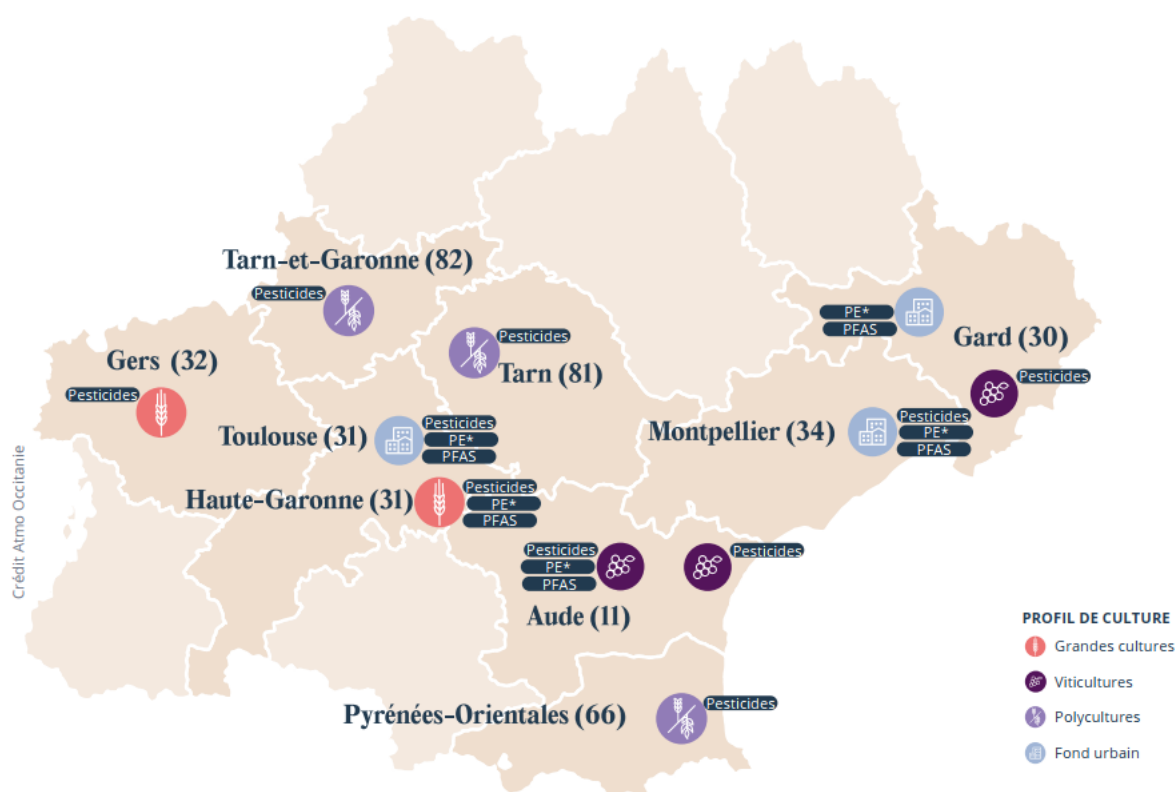 Crédit Atmo Occitanie
Tarn-et-Garonne (82)
Pesticides
Pesticides
Tarn (81)
PE*
PFAS
Gard (30)
Pesticides
Gers (32)
Pesticides
Toulouse (31)
Pesticides
PE*
PFAS
Montpellier (34)
Pesticides
PE*
PFAS
Haute-Garonne (31)
Pesticides
PE*
PFAS
Pesticides
PE*
PFAS
Aude (11)
Pesticides
Pyrénées-Orientales (66)
Pesticides
PROFIL DE CULTURE
Grandes cultures
Viticultures
Polycultures
Fond urbain